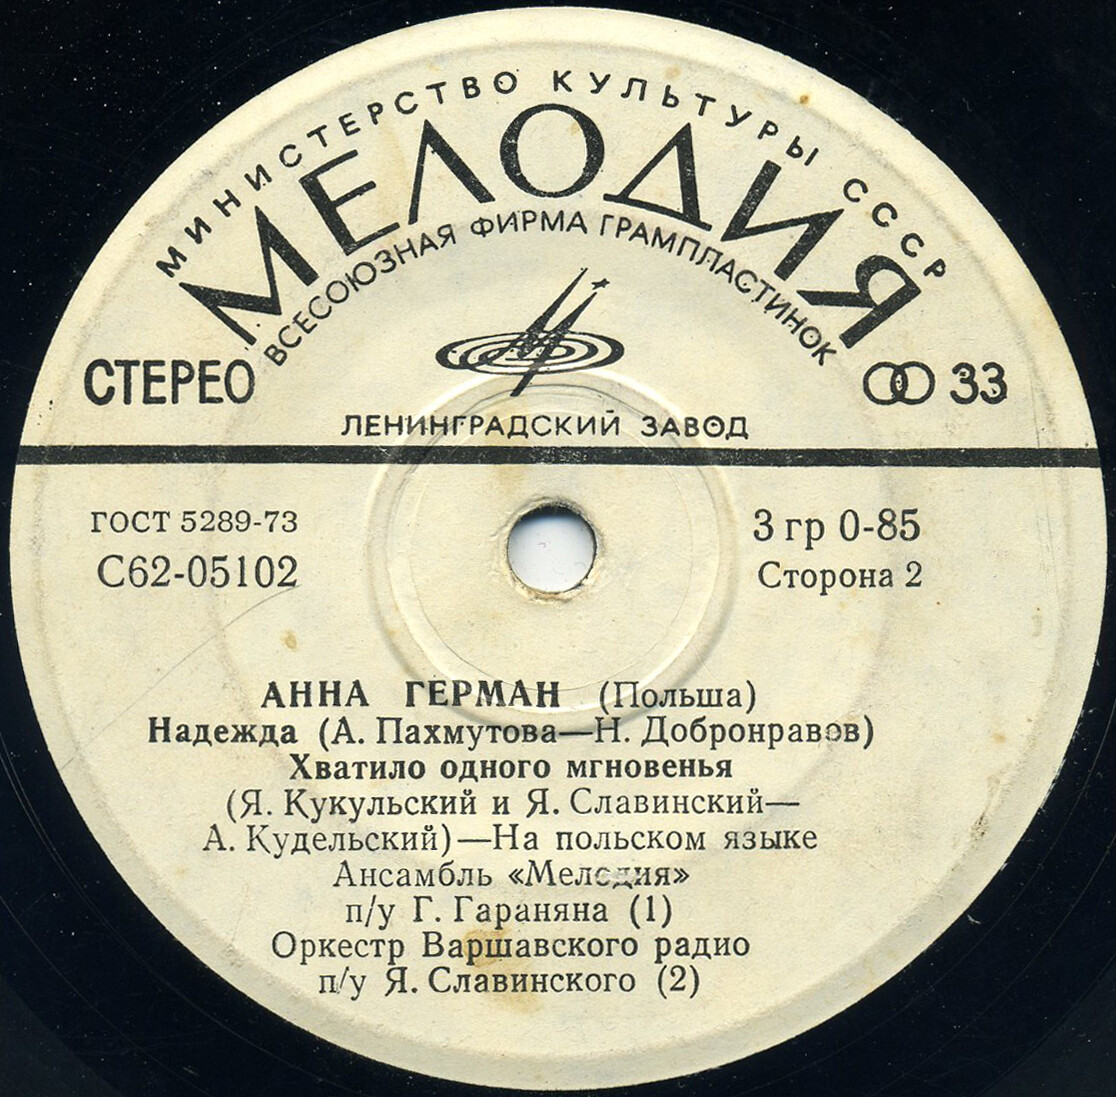 МИНИСТЕРСТВО КУЛЬТУРЫ СССР
МЕЛОДИЯ
ВСЕСОЮЗНАЯ ФИРМА ГРАМПЛАСТИНОК
СТЕРЕО
33
ЛЕНИНГРАДСКИЙ ЗАВОД
ГОСТ 5289-73
3 гр 0-85
С62-05102
Сторона 2
АННА ГЕРМАН (Польша)
Надежда (А. Пахмутова—Н. Добронравов)
Хватило одного мгновенья
(Я. Кукульский и Я. Славинский—
А. Кудельский)—На польском языке
Ансамбль «Мелодия»
п/у Г. Гараняна (1)
Оркестр Варшавского радио
п/у Я. Славинского (2)